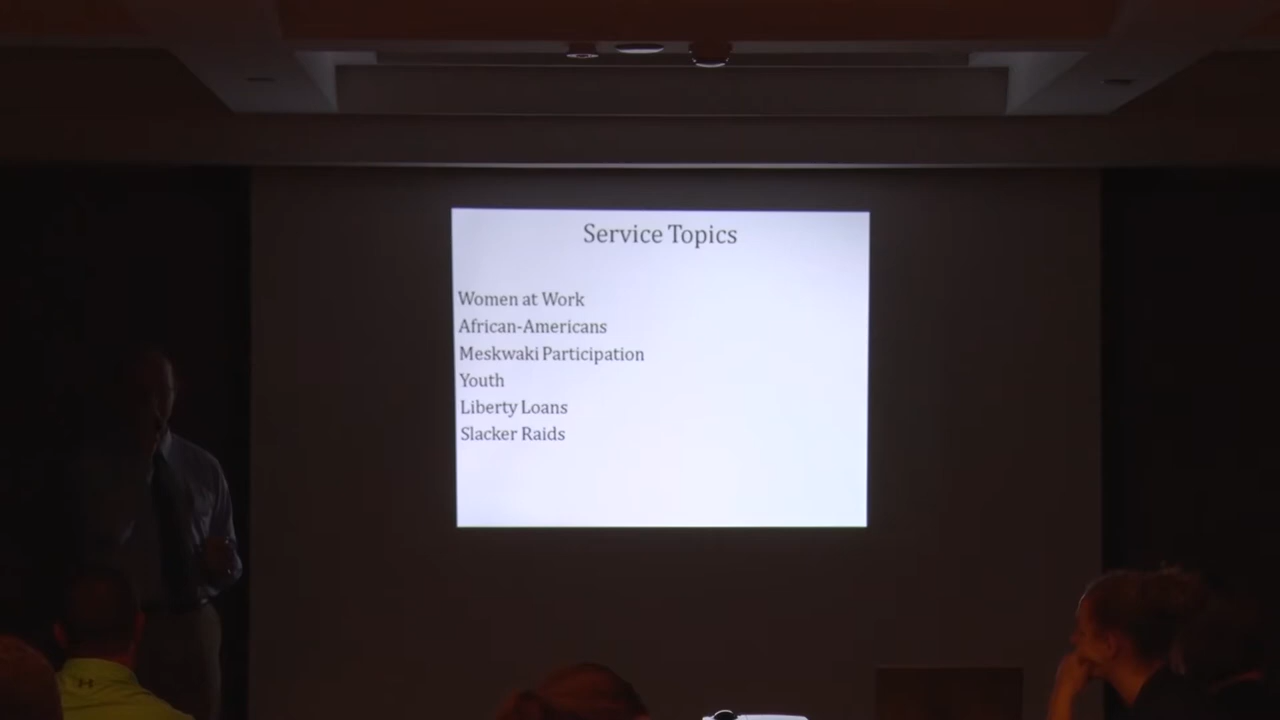 Service Topics
Women at Work
African-Americans
Meskwaki Participation
Youth
Liberty Loans
Slacker Raids